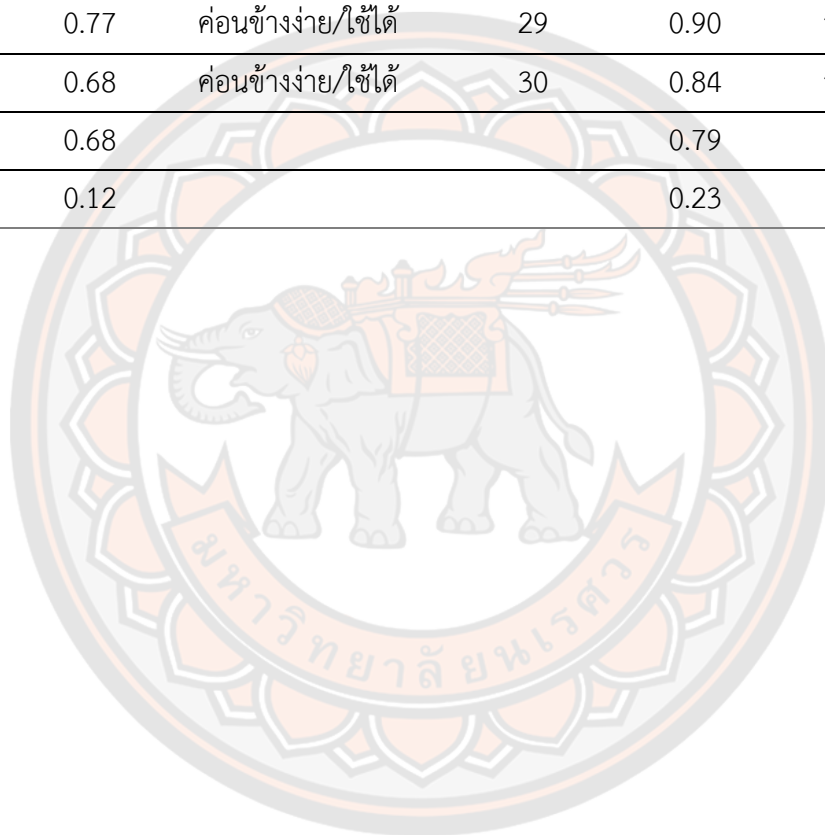 0.77 ค่อนข้างง่าย/ใช้ได้ 29 0.90
0.68 ค่อนข้างง่าย/ใช้ได้ 30 0.84
0.68 0.79
0.12 0.23
มหาวิทยาลัยนเรศวร